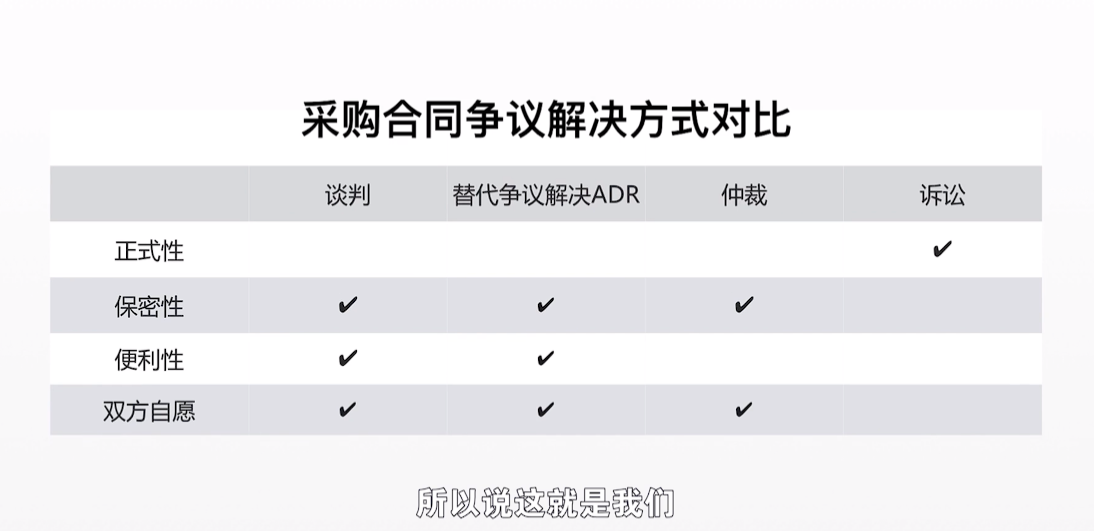 采购合同争议解决方式对比
谈判 替代争议解决ADR 仲裁 诉讼
正式性 ✔
保密性 ✔ ✔ ✔
便利性 ✔ ✔
双方自愿 ✔ ✔ ✔
所以说这就是我们